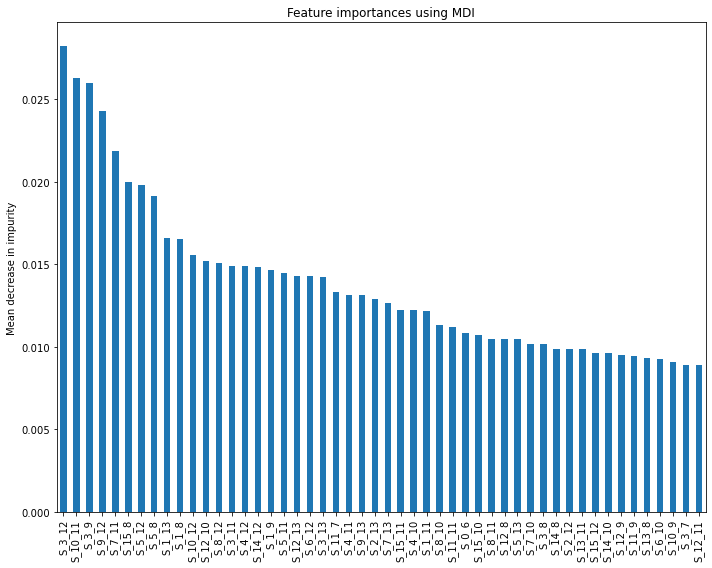 Feature importances using MDI
Mean decrease in impurity
0.025
0.020
0.015
0.010
0.005
0.000
S_3_12
S_10_11
S_3_9
S_9_12
S_7_11
S_15_8
S_5_12
S_5_8
S_1_13
S_1_8
S_10_12
S_12_10
S_8_12
S_3_11
S_4_12
S_14_12
S_1_9
S_5_11
S_12_13
S_6_12
S_3_13
S_11_7
S_4_11
S_9_13
S_2_13
S_7_13
S_15_11
S_4_10
S_1_11
S_8_10
S_11_11
S_0_6
S_15_10
S_8_11
S_12_8
S_5_13
S_7_10
S_3_8
S_14_8
S_2_12
S_13_11
S_15_12
S_14_10
S_12_9
S_11_9
S_13_8
S_6_10
S_10_9
S_3_7
S_12_11